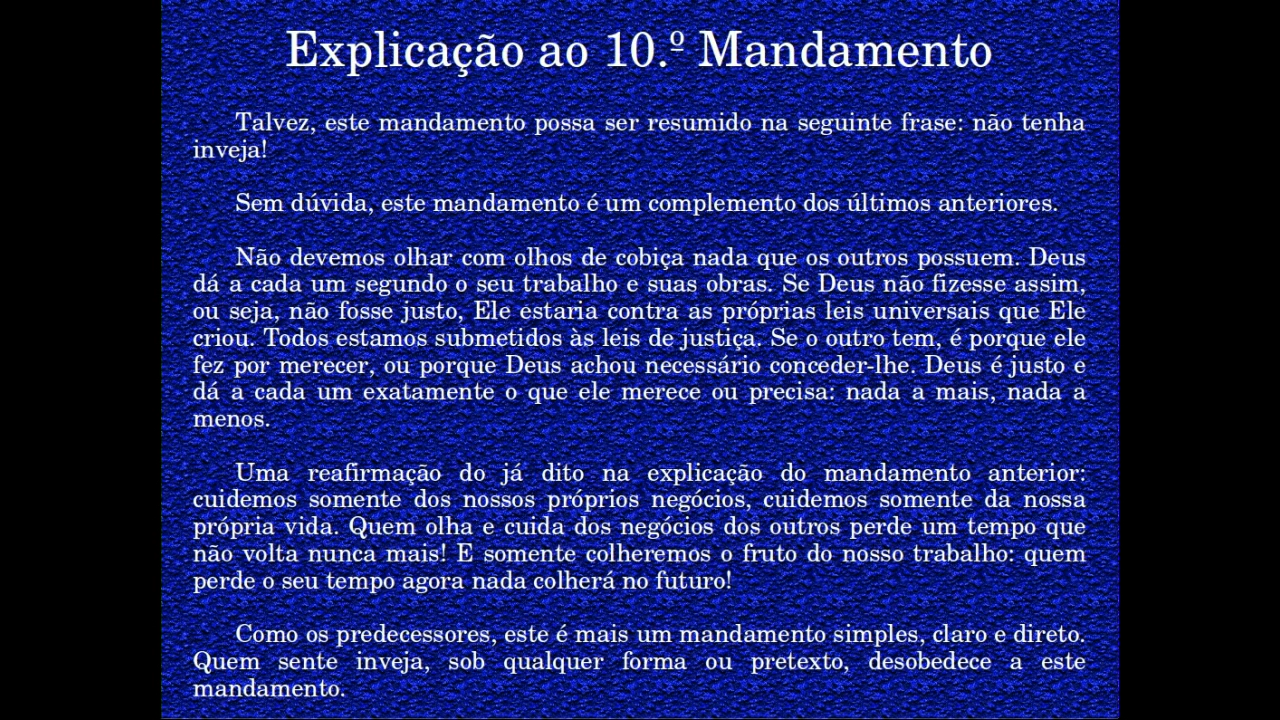 Explicação ao 10.º Mandamento
Talvez, este mandamento possa ser resumido na seguinte frase: não tenha
inveja!
Sem dúvida, este mandamento é um complemento dos últimos anteriores.
Não devemos olhar com olhos de cobiça nada que os outros possuem. Deus
dá a cada um segundo o seu trabalho e suas obras. Se Deus não fizesse assim,
ou seja, não fosse justo, Ele estaria contra as próprias leis universais que Ele
criou. Todos estamos submetidos às leis de justiça. Se o outro tem, é porque ele
fez por merecer, ou porque Deus achou necessário conceder-lhe. Deus é justo e
dá a cada um exatamente o que ele merece ou precisa: nada a mais, nada a
menos.
Uma reafirmação do já dito na explicação do mandamento anterior:
cuidemos somente dos nossos próprios negócios, cuidemos somente da nossa
própria vida. Quem olha e cuida dos negócios dos outros perde um tempo que
não volta nunca mais! E somente colheremos o fruto do nosso trabalho: quem
perde o seu tempo agora nada colherá no futuro!
Como os predecessores, este é mais um mandamento simples, claro e direto.
Quem sente inveja, sob qualquer forma ou pretexto, desobedece a este
mandamento.